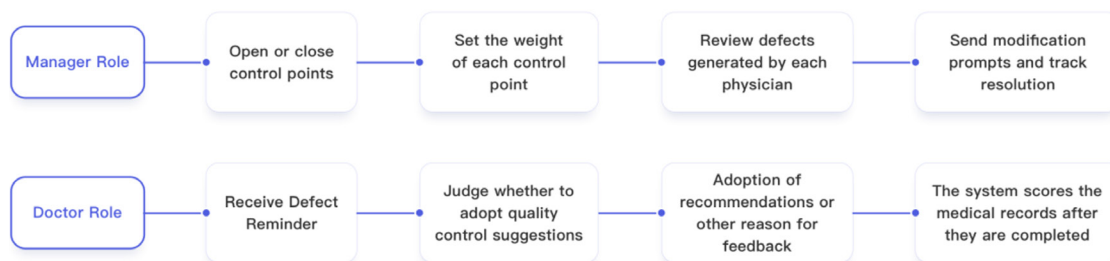 Manager Role
Open or close
control points
Set the weight
of each control
point
Review defects
generated by each
physician
Send modification
prompts and track
resolution
Doctor Role
Receive Defect
Reminder
Judge whether to
adopt quality
control suggestions
Adoption of
recommendations or
other reason for
feedback
The system scores the
medical records after
they are completed